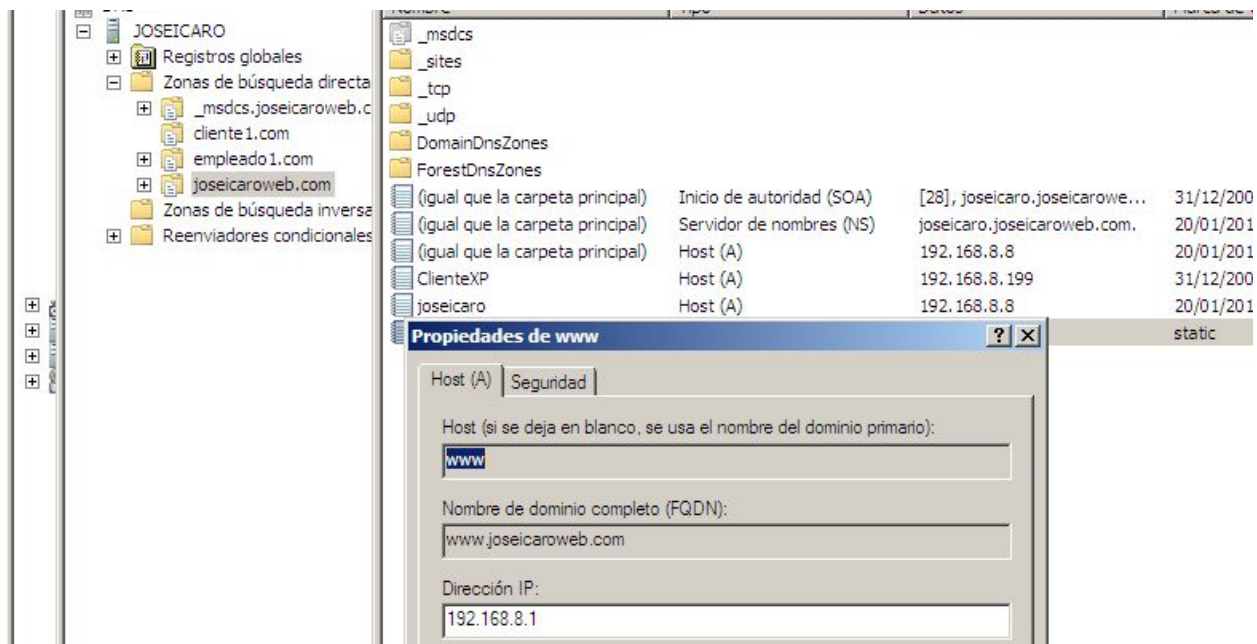 JOSEICARO
Registros globales
Zonas de búsqueda directa
_msdcs.joseicaroweb.c
cliente1.com
empleado1.com
joseicaroweb.com
Zonas de búsqueda inversa
Reenviadores condicionales
_msdcs
_sites
_tcp
_udp
DomainDnsZones
ForestDnsZones
(igual que la carpeta principal) Inicio de autoridad (SOA) [28], joseicaro.joseicarowe... 31/12/200
(igual que la carpeta principal) Servidor de nombres (NS) joseicaro.joseicaroweb.com. 20/01/201
(igual que la carpeta principal) Host (A) 192.168.8.8 20/01/201
ClienteXP Host (A) 192.168.8.199 31/12/200
joseicaro Host (A) 192.168.8.8 20/01/201
static
Propiedades de www
Host (A) Seguridad
Host (si se deja en blanco, se usa el nombre del dominio primario):
www
Nombre de dominio completo (FQDN):
www.joseicaroweb.com
Dirección IP:
192.168.8.1